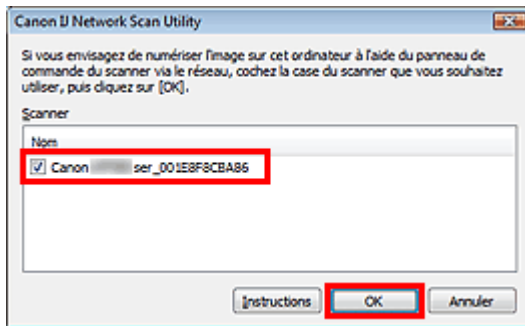 Canon IJ Network Scan Utility
Si vous envisagez de numériser l'image sur cet ordinateur à l'aide du panneau de
commande du scanner via le réseau, cochez la case du scanner que vous souhaitez
utiliser, puis cliquez sur [OK].
Scanner
Nom
Canon ser_001E8F8CBA86
Instructions OK Annuler